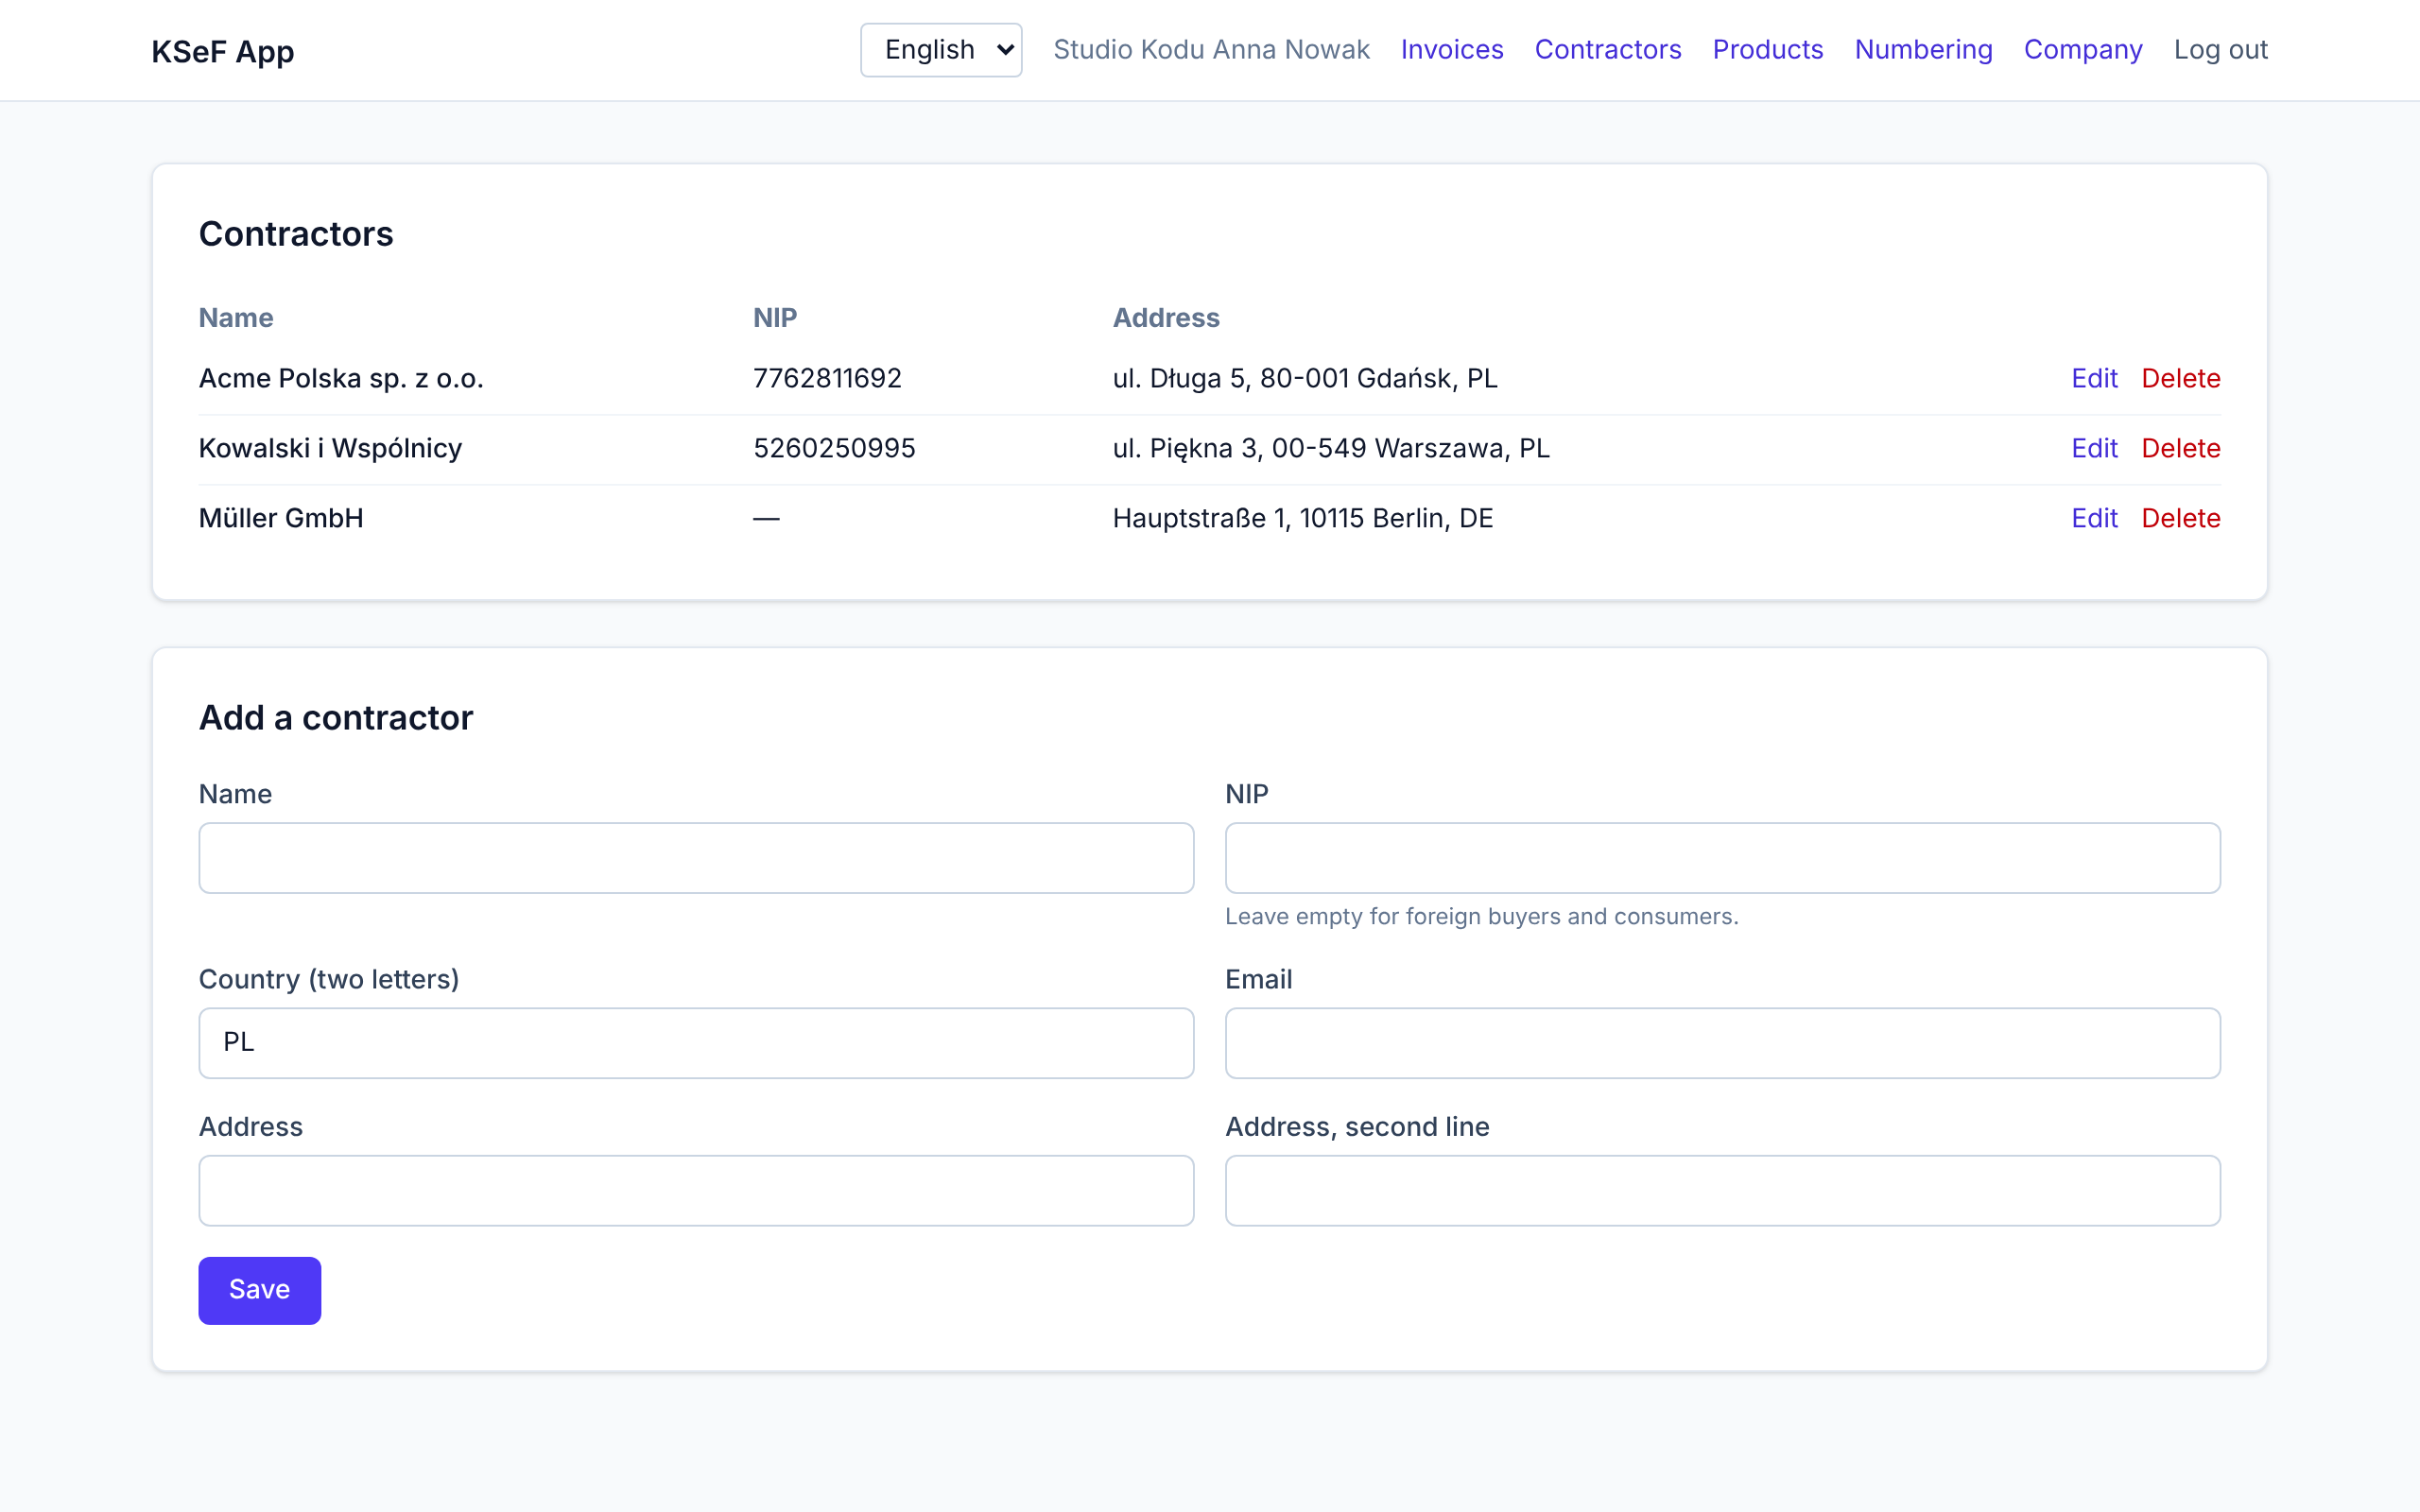 KSeF App English Studio Kodu Anna Nowak Invoices Contractors Products Numbering Company Log out
Contractors
Name NIP Address
Acme Polska sp. z o.o. 7762811692 ul. Długa 5, 80-001 Gdańsk, PL Edit Delete
Kowalski i Wspólnicy 5260250995 ul. Piękna 3, 00-549 Warszawa, PL Edit Delete
Müller GmbH — Hauptstraße 1, 10115 Berlin, DE Edit Delete
Add a contractor
Name NIP
Leave empty for foreign buyers and consumers.
Country (two letters) Email
PL
Address Address, second line
Save